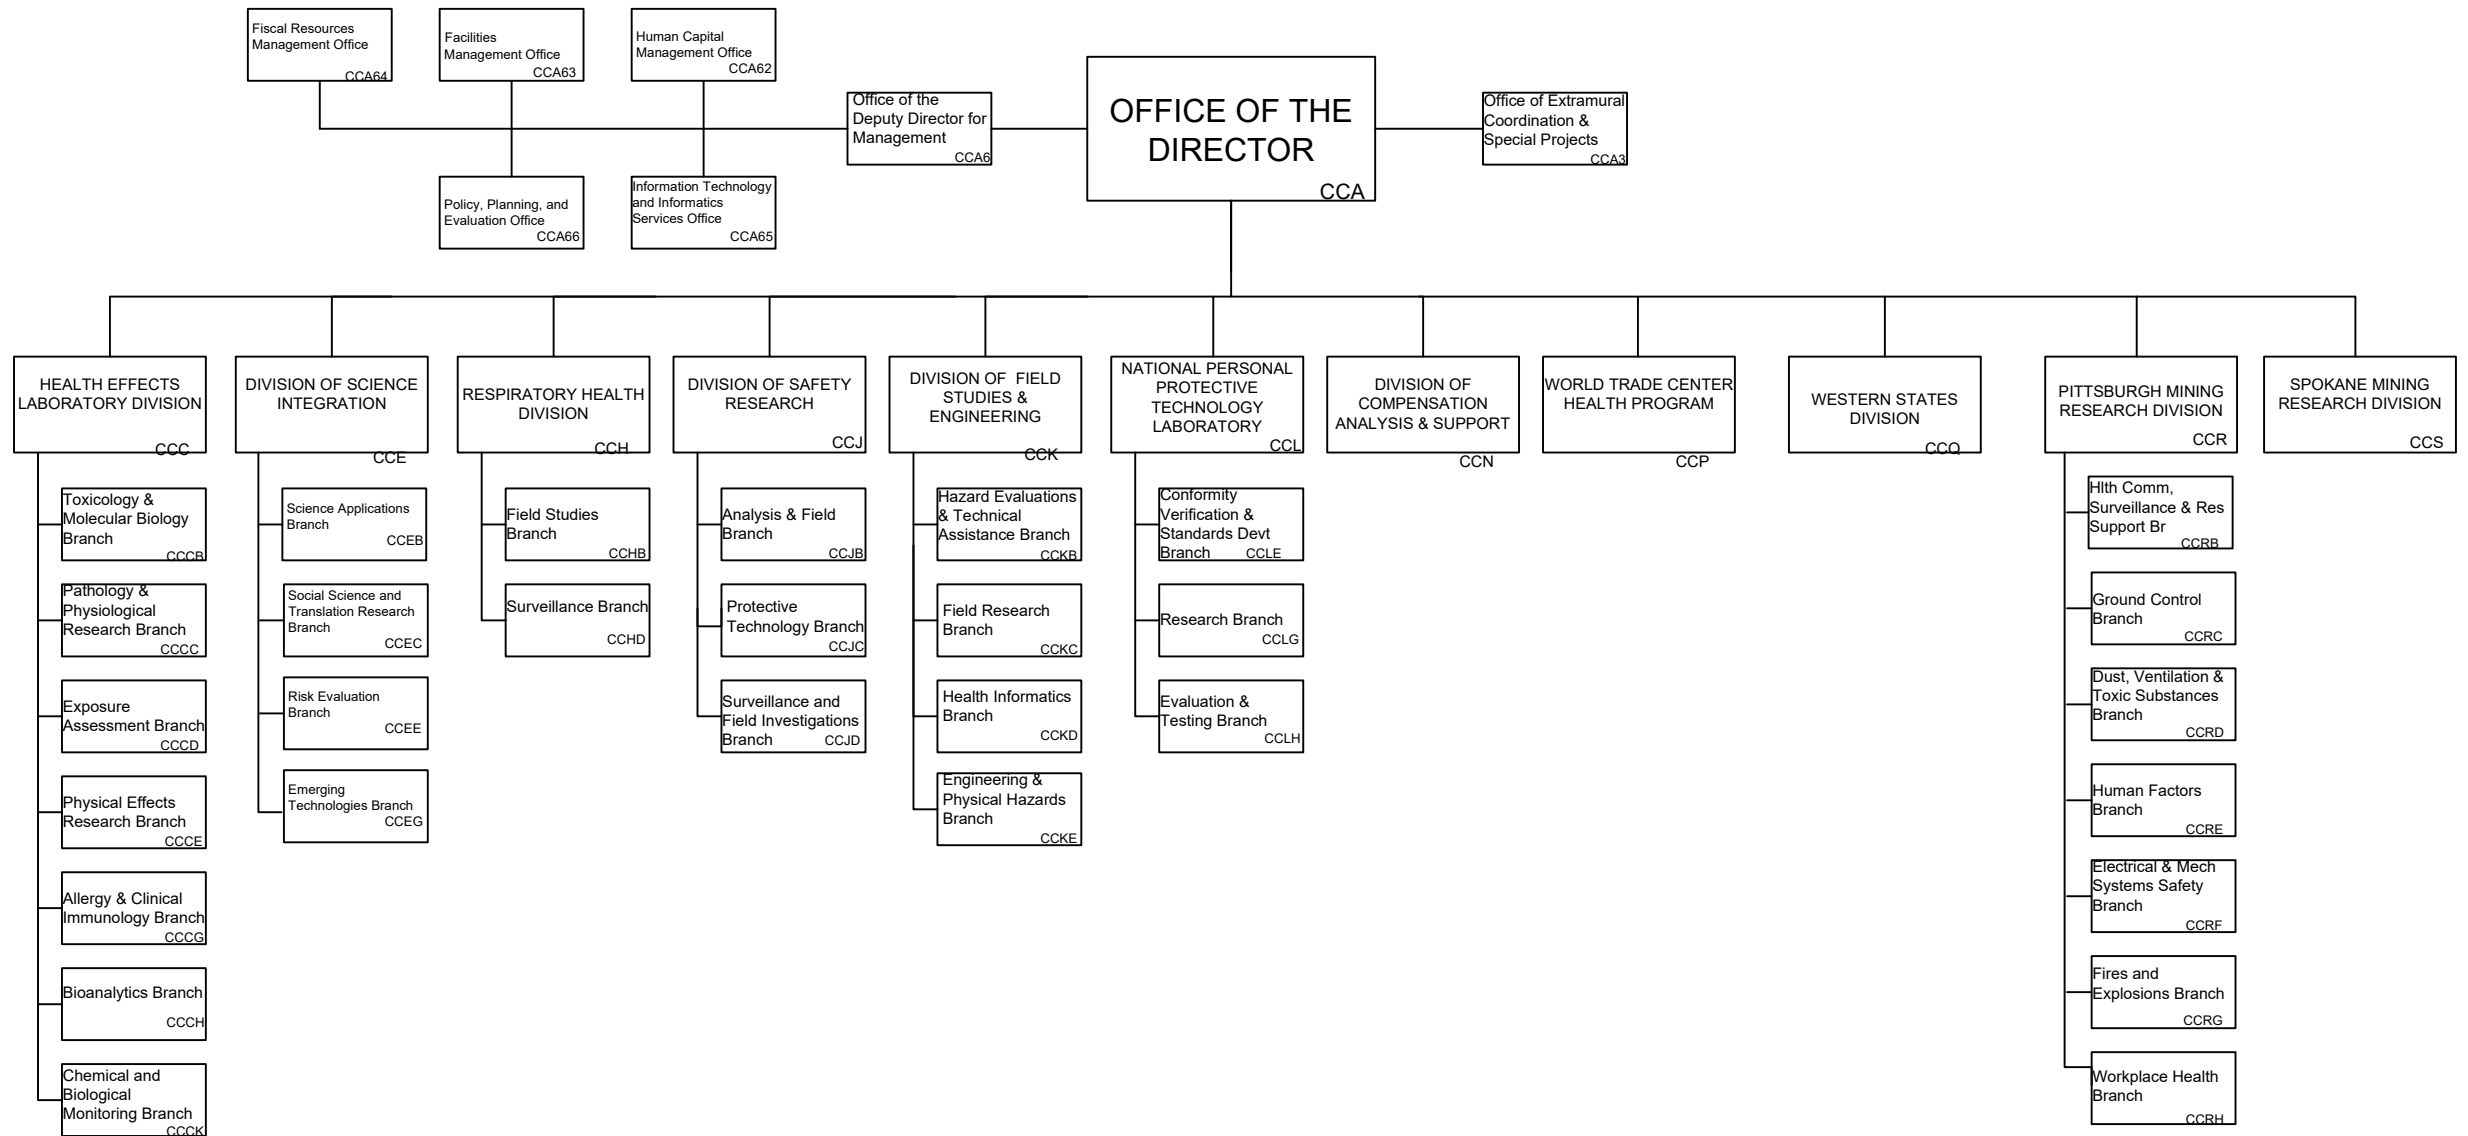 Fiscal Resources
Management Office
CCA64
Facilities
Management Office
CCA63
Human Capital
Management Office
CCA62
Office of the
Deputy Director for
Management
CCA6
OFFICE OF THE
DIRECTOR
CCA
Office of Extramural
Coordination &
Special Projects
CCA3
Policy, Planning, and
Evaluation Office
CCA66
Information Technology
and Informatics
Services Office
CCA65
HEALTH EFFECTS
LABORATORY DIVISION
CCC
Toxicology &
Molecular Biology
Branch
CCCB
Pathology &
Physiological
Research Branch
CCCC
Exposure
Assessment Branch
CCCD
Physical Effects
Research Branch
CCCE
Allergy & Clinical
Immunology Branch
CCCG
Bioanalytics Branch
CCCH
Chemical and
Biological
Monitoring Branch
CCCK
DIVISION OF SCIENCE
INTEGRATION
CCE
Science Applications
Branch
CCEB
Social Science and
Translation Research
Branch
CCEC
Risk Evaluation
Branch
CCEE
Emerging
Technologies Branch
CCEG
RESPIRATORY HEALTH
DIVISION
CCH
Field Studies
Branch
CCHB
Surveillance Branch
CCHD
DIVISION OF SAFETY
RESEARCH
CCJ
Analysis & Field
Branch
CCJB
Protective
Technology Branch
CCJC
Surveillance and
Field Investigations
Branch CCJD
DIVISION OF FIELD
STUDIES &
ENGINEERING
CCK
Hazard Evaluations
& Technical
Assistance Branch
CCKB
Field Research
Branch
CCKC
Health Informatics
Branch
CCKD
Engineering &
Physical Hazards
Branch
CCKE
NATIONAL PERSONAL
PROTECTIVE
TECHNOLOGY
LABORATORY
CCL
Conformity
Verification &
Standards Devt
Branch CCLE
Research Branch
CCLG
Evaluation &
Testing Branch
CCLH
DIVISION OF
COMPENSATION
ANALYSIS & SUPPORT
CCN
WORLD TRADE CENTER
HEALTH PROGRAM
CCP
WESTERN STATES
DIVISION
CCQ
PITTSBURGH MINING
RESEARCH DIVISION
CCR
Hlth Comm,
Surveillance & Res
Support Br
CCRB
Ground Control
Branch
CCRC
Dust, Ventilation &
Toxic Substances
Branch
CCRD
Human Factors
Branch
CCRE
Electrical & Mech
Systems Safety
Branch
CCRF
Fires and
Explosions Branch
CCRG
Workplace Health
Branch
CCRH
SPOKANE MINING
RESEARCH DIVISION
CCS